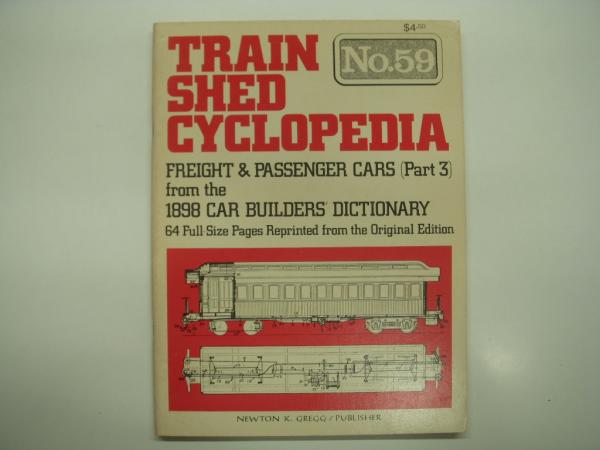 $4.50
TRAIN
SHED
CYCLOPEDIA
No.59
FREIGHT & PASSENGER CARS (Part 3)
from the
1898 CAR BUILDERS' DICTIONARY
64 Full Size Pages Reprinted from the Original Edition
NEWTON K. GREGG / PUBLISHER